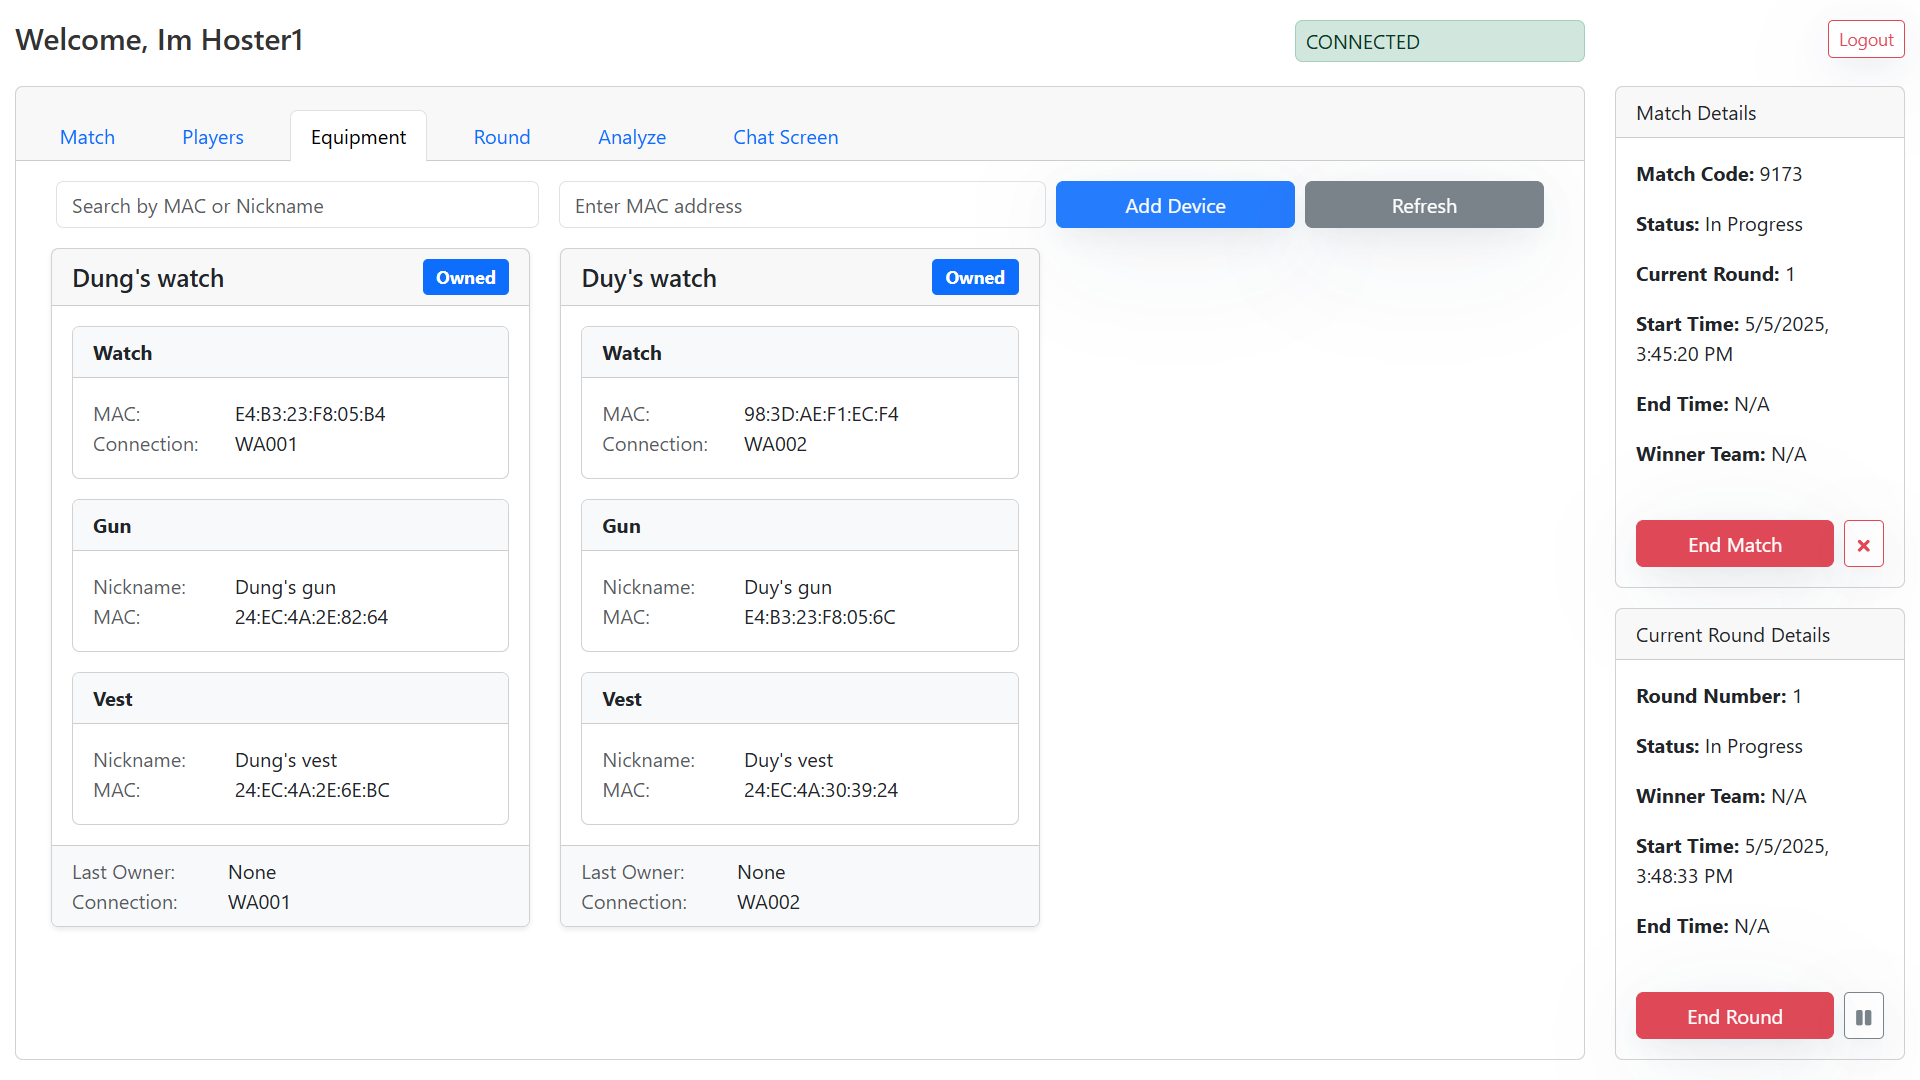 Welcome, Im Hoster1
CONNECTED
Logout
Match
Players
Equipment
Round
Analyze
Chat Screen
Search by MAC or Nickname
Enter MAC address
Add Device
Refresh
Dung's watch
Owned
Watch
MAC: E4:B3:23:F8:05:B4
Connection: WA001
Gun
Nickname: Dung's gun
MAC: 24:EC:4A:2E:82:64
Vest
Nickname: Dung's vest
MAC: 24:EC:4A:2E:6E:BC
Last Owner: None
Connection: WA001
Duy's watch
Owned
Watch
MAC: 98:3D:AE:F1:EC:F4
Connection: WA002
Gun
Nickname: Duy's gun
MAC: E4:B3:23:F8:05:6C
Vest
Nickname: Duy's vest
MAC: 24:EC:4A:30:39:24
Last Owner: None
Connection: WA002
Match Details
Match Code: 9173
Status: In Progress
Current Round: 1
Start Time: 5/5/2025,
3:45:20 PM
End Time: N/A
Winner Team: N/A
End Match
Current Round Details
Round Number: 1
Status: In Progress
Winner Team: N/A
Start Time: 5/5/2025,
3:48:33 PM
End Time: N/A
End Round